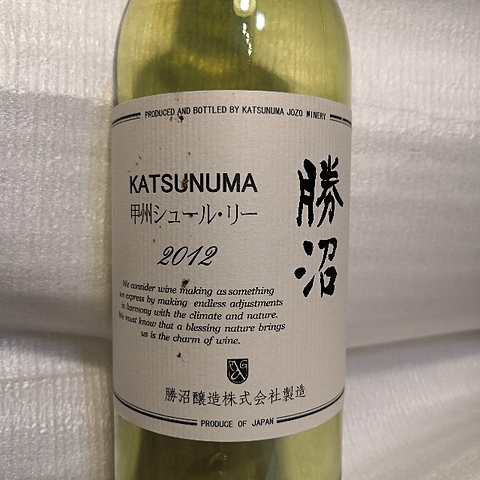 PRODUCED AND BOTTLED BY KATSUNUMA JOZO WINERY
勝沼
KATSUNUMA
甲州シュール・リー
2012
We consider wine making as something
we express by making endless adjustments
in harmony with the climate and nature.
We must know that a blessing nature brings
us is the charm of wine.
勝沼醸造株式会社製造
PRODUCE OF JAPAN